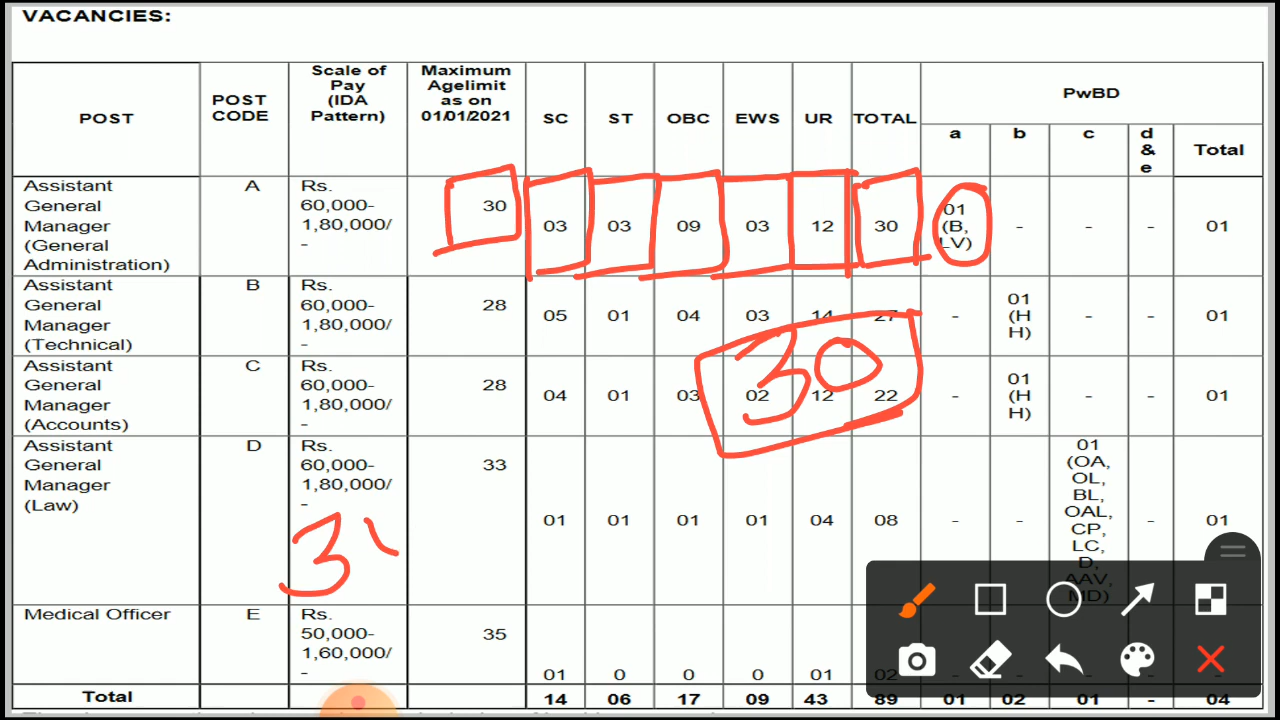 VACANCIES:
POST
POST
CODE
Scale of
Pay
(IDA
Pattern)
Maximum
Agelimit
as on
01/01/2021
SC
ST
OBC
EWS
UR
TOTAL
PwBD
a
b
c
d
&
e
Total
Assistant
General
Manager
(General
Administration)
A
Rs.
60,000-
1,80,000/
-
30
03
03
09
03
12
30
01
(B,
LV)
-
-
-
01
Assistant
General
Manager
(Technical)
B
Rs.
60,000-
1,80,000/
-
28
05
01
04
03
14
27
-
01
(H
H)
-
-
01
Assistant
General
Manager
(Accounts)
C
Rs.
60,000-
1,80,000/
-
28
04
01
03
02
12
22
-
01
(H
H)
-
-
01
30
Assistant
General
Manager
(Law)
D
Rs.
60,000-
1,80,000/
-
33
01
01
01
01
04
08
-
-
01
(OA,
OL,
BL,
OAL,
CP,
LC,
D,
AAV,
MD)
-
01
3
Medical Officer
E
Rs.
50,000-
1,60,000/
-
35
01
0
0
0
01
02
Total
14
06
17
09
43
89
01
02
01
-
04